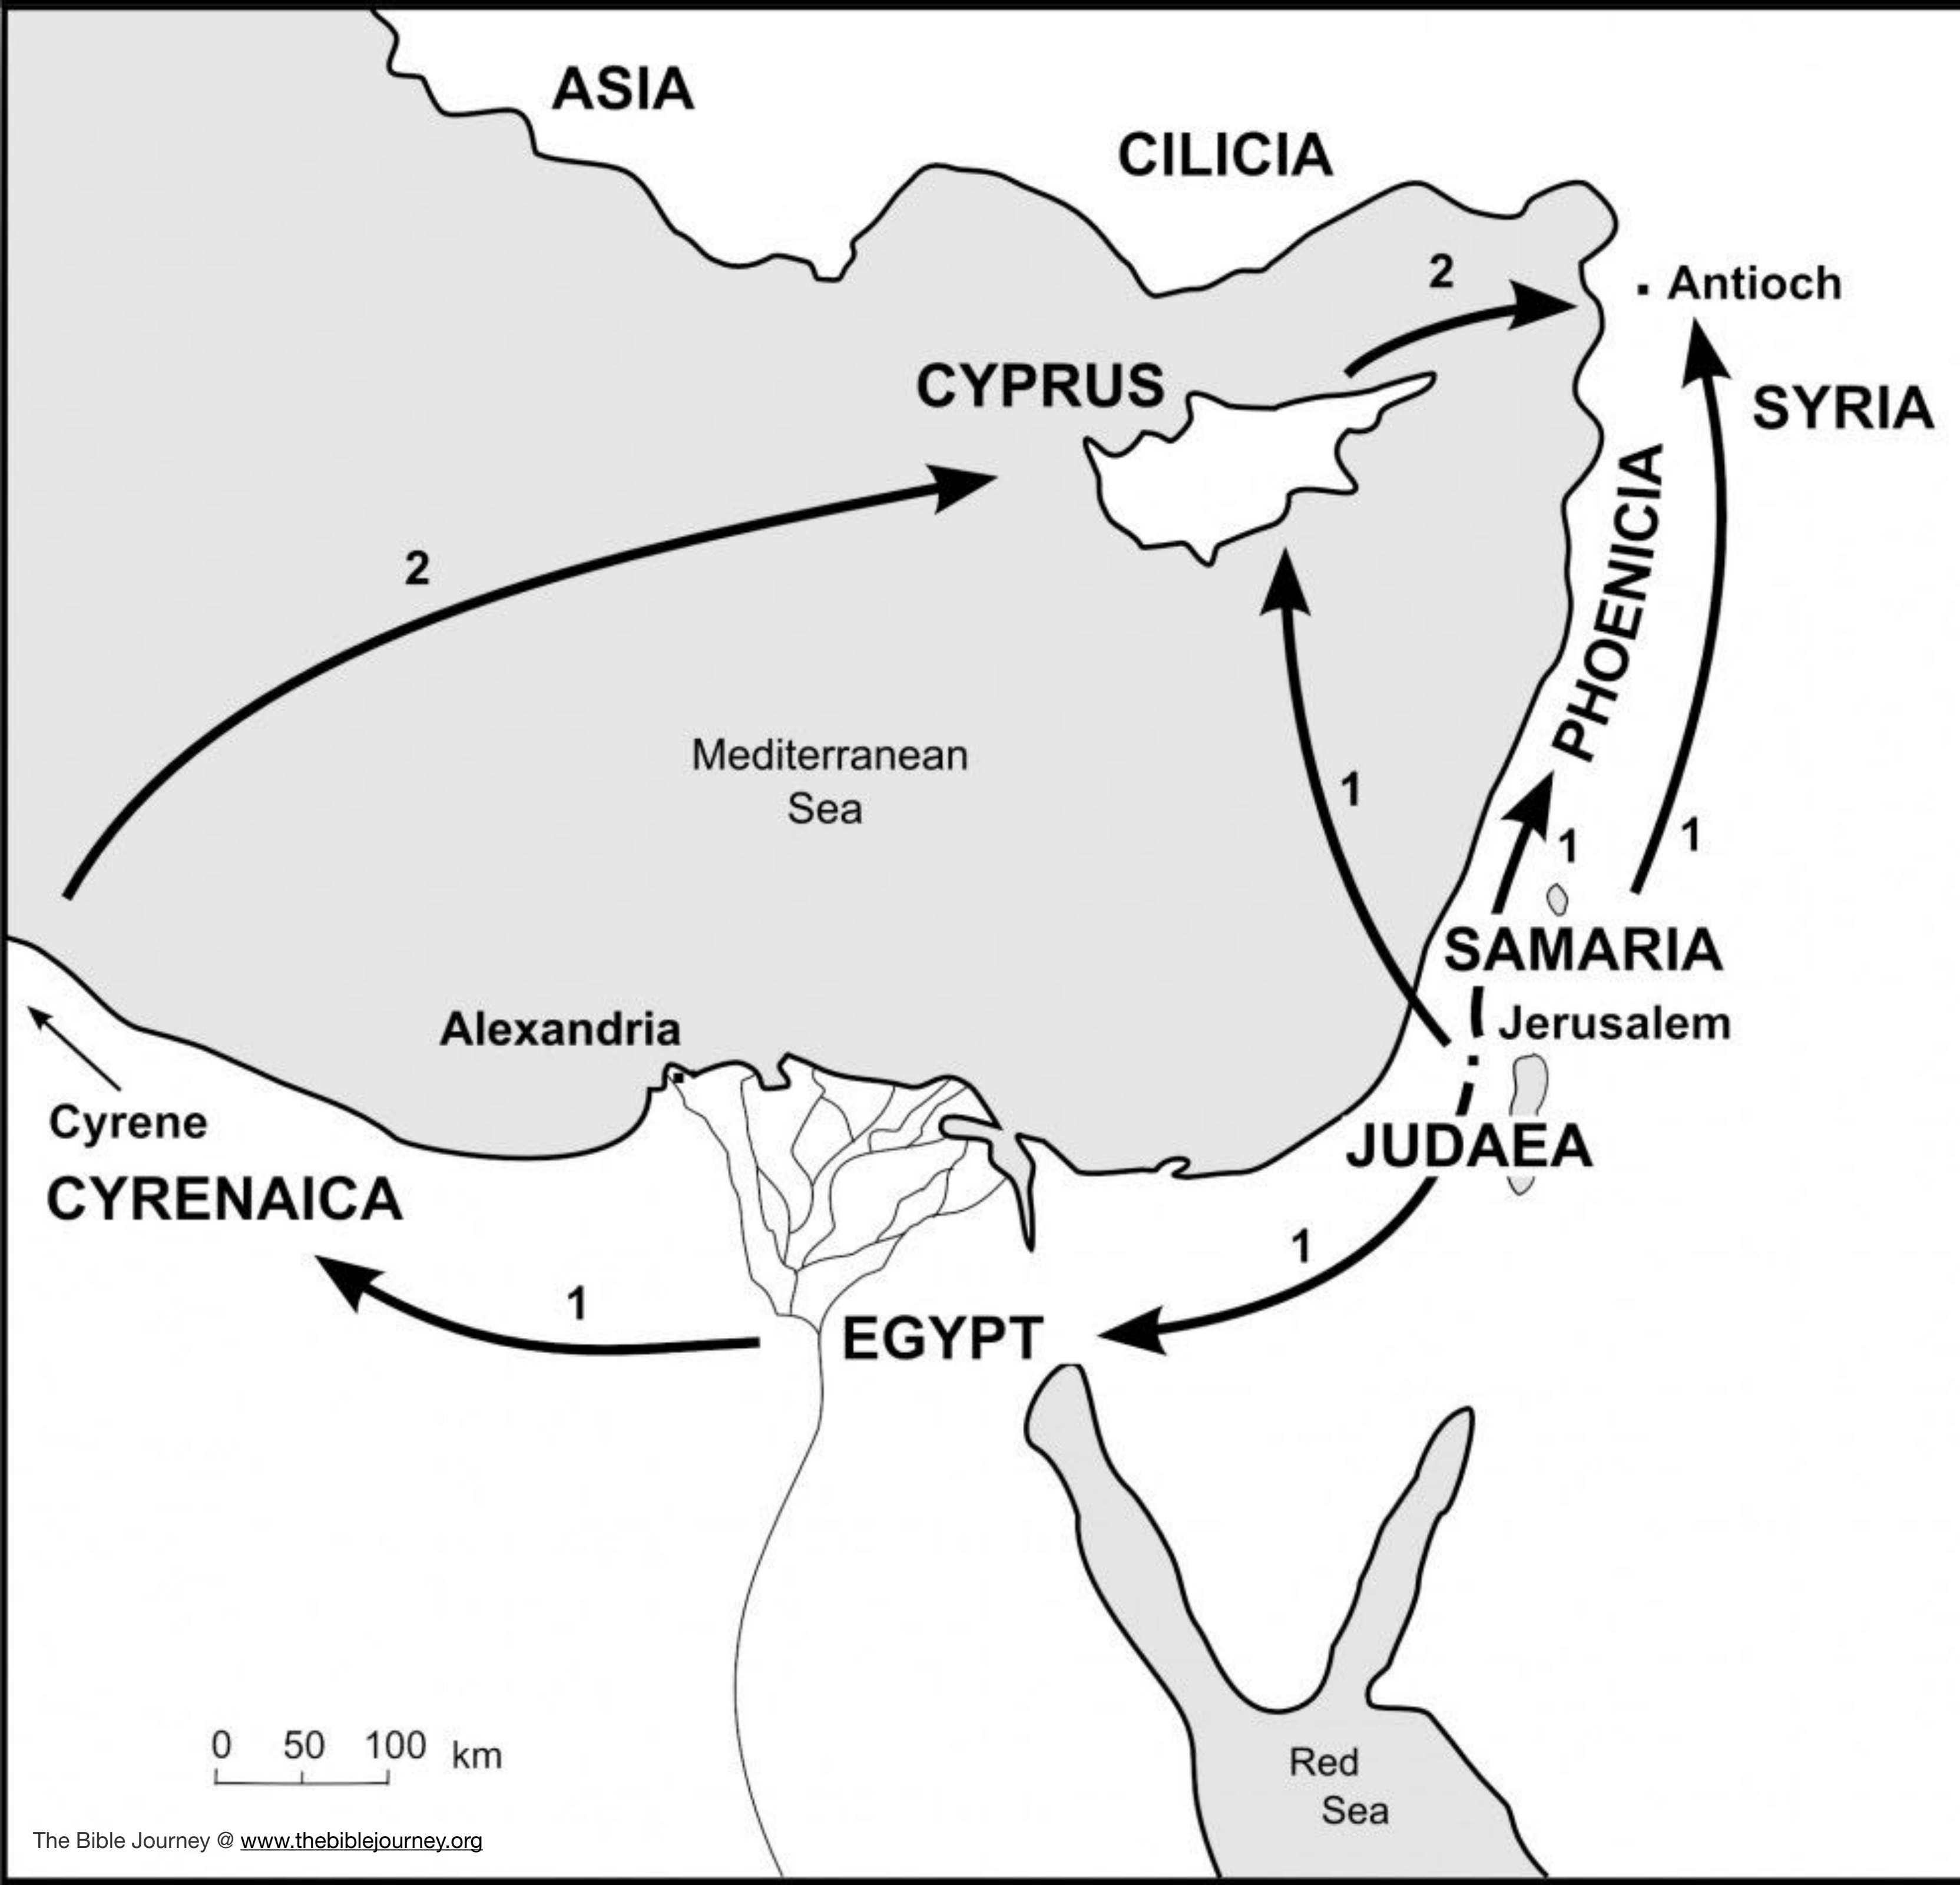 ASIA
CILICIA
2
Antioch
CYPRUS
SYRIA
PHOENICIA
2
Mediterranean
Sea
1
1
1
SAMARIA
Jerusalem
Alexandria
Cyrene
JUDAEA
CYRENAICA
1
1
EGYPT
0 50 100 km
Red
Sea
The Bible Journey @ www.thebiblejourney.org